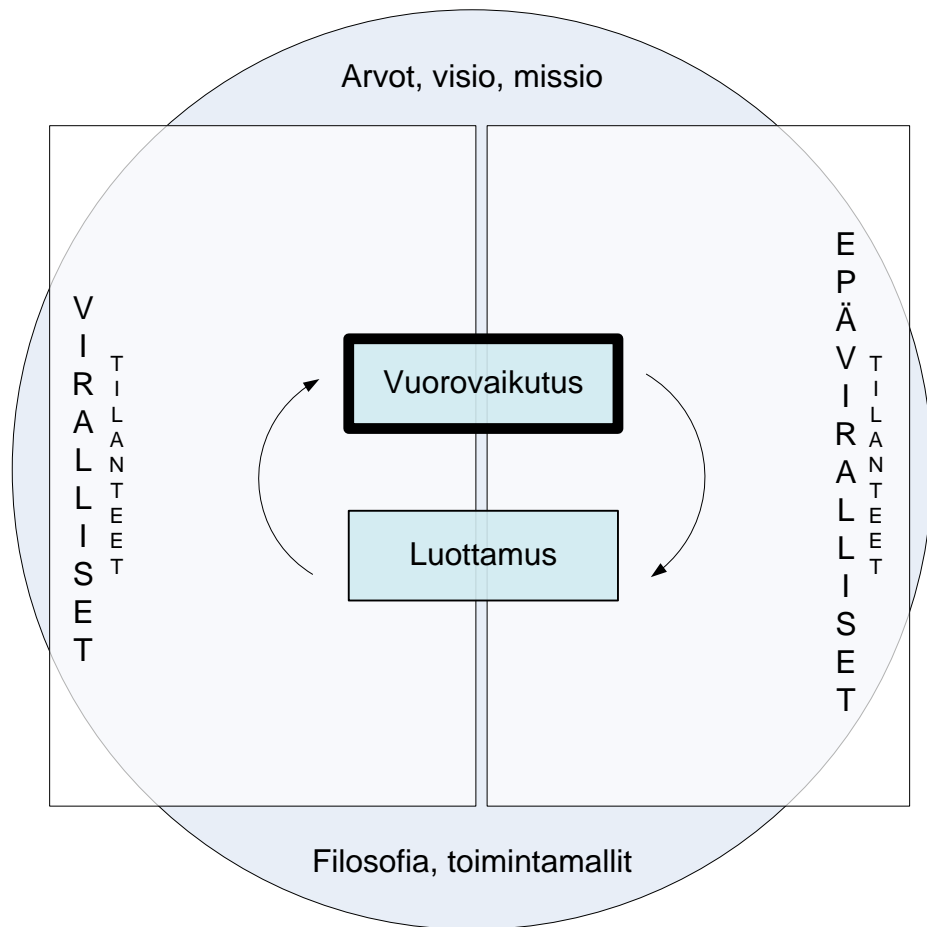 Arvot, visio, missio
VIRALLISET
TILANTEET
Vuorovaikutus
Luottamus
EPÄVIRALLISET
TILANTEET
Filosofia, toimintamallit